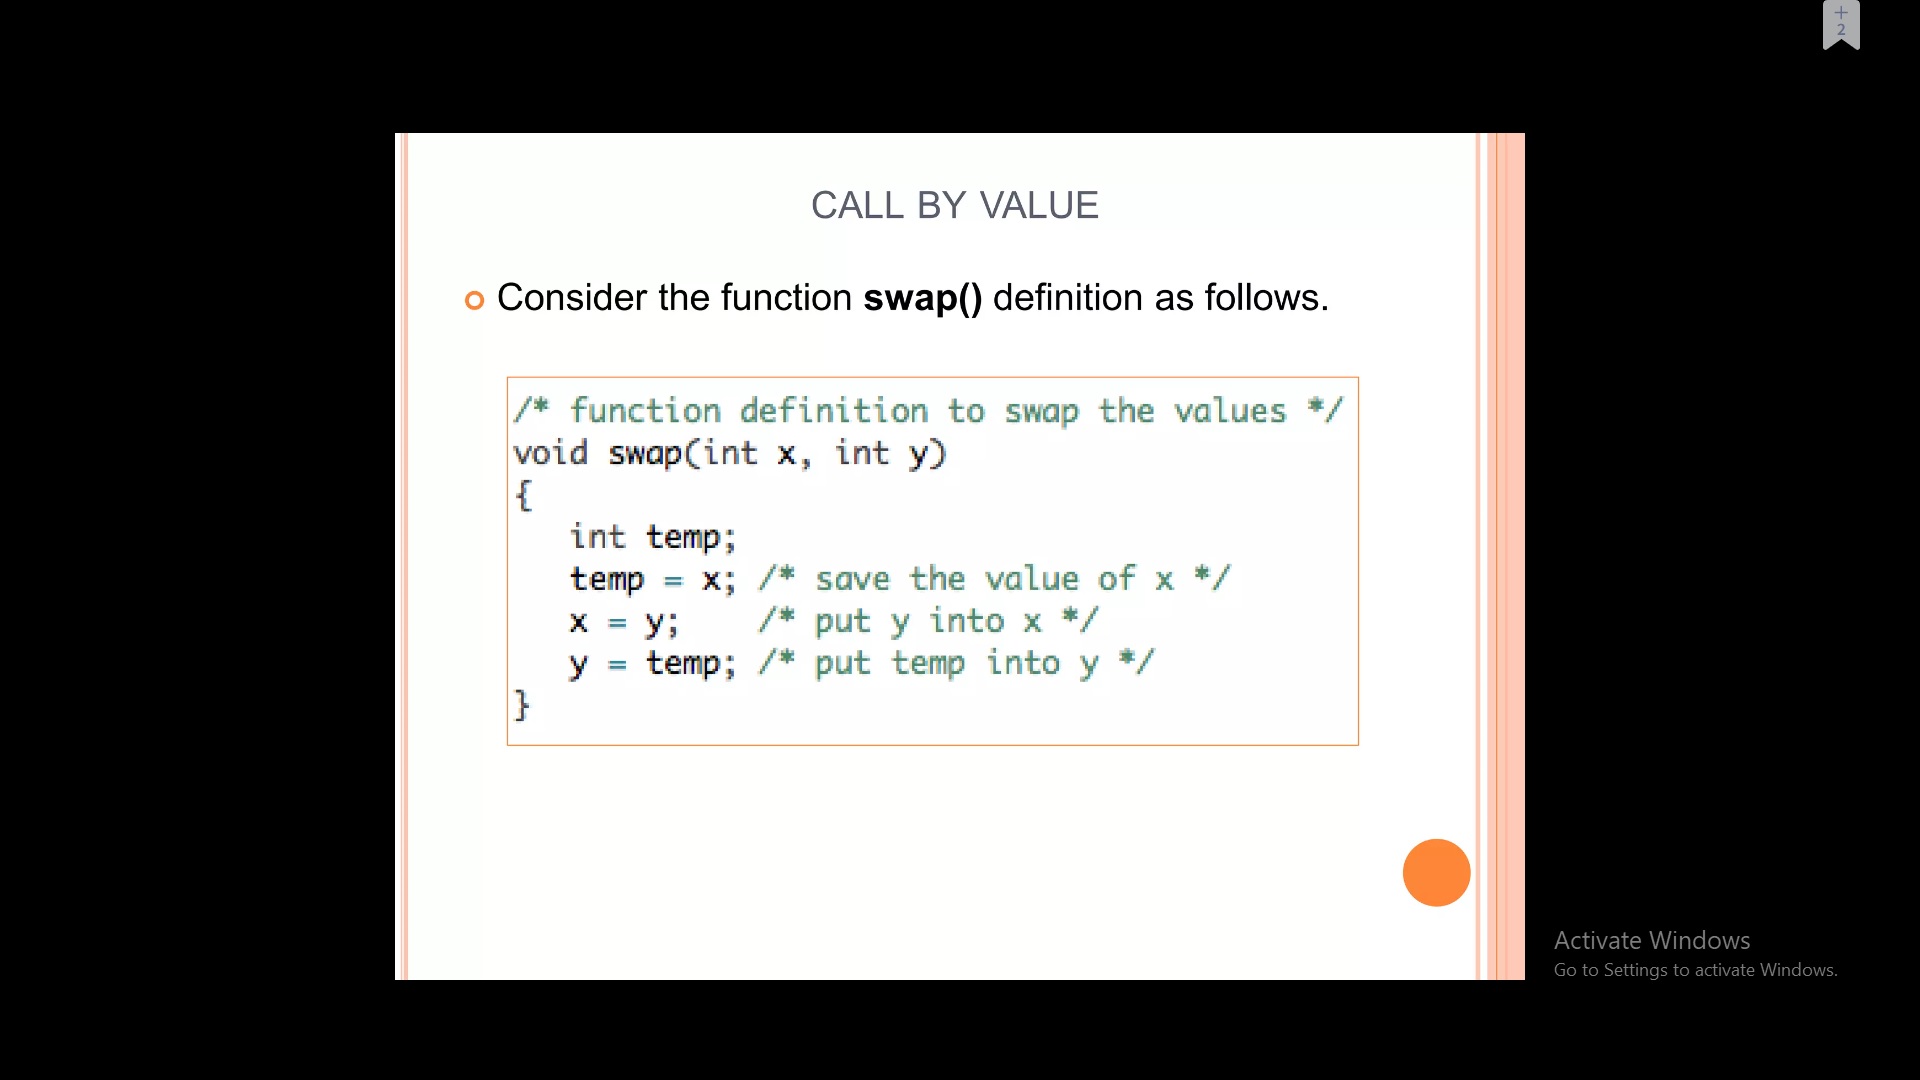 +
2
CALL BY VALUE
Consider the function swap() definition as follows.
/* function definition to swap the values */
void swap(int x, int y)
{
   int temp;
   temp = x; /* save the value of x */
   x = y;    /* put y into x */
   y = temp; /* put temp into y */
}
Activate Windows
Go to Settings to activate Windows.